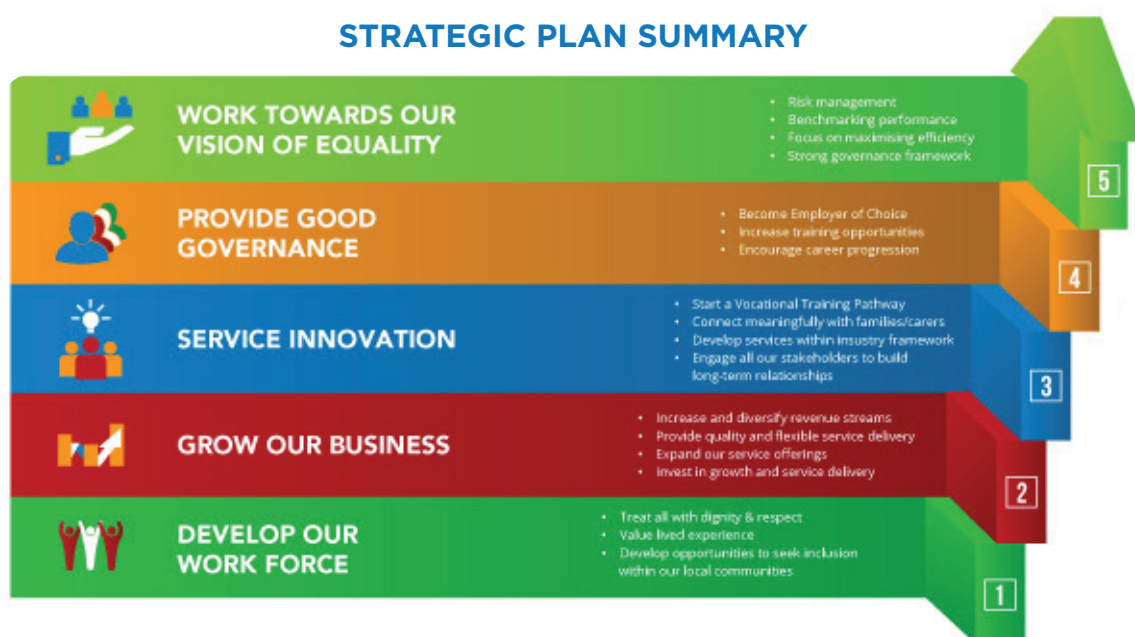 STRATEGIC PLAN SUMMARY
WORK TOWARDS OUR
VISION OF EQUALITY
• Risk management
• Benchmarking performance
• Focus on maximising efficiency
• Strong governance framework
5
PROVIDE GOOD
GOVERNANCE
• Become Employer of Choice
• Increase training opportunities
• Encourage career progression
4
SERVICE INNOVATION
• Start a Vocational Training Pathway
• Connect meaningfully with families/carers
• Develop services within insustry framework
• Engage all our stakeholders to build
long-term relationships
3
GROW OUR BUSINESS
• Increase and diversify revenue streams
• Provide quality and flexible service delivery
• Expand our service offerings
• Invest in growth and service delivery
2
DEVELOP OUR
WORK FORCE
• Treat all with dignity & respect
• Value lived experience
• Develop opportunities to seek inclusion
within our local communities
1